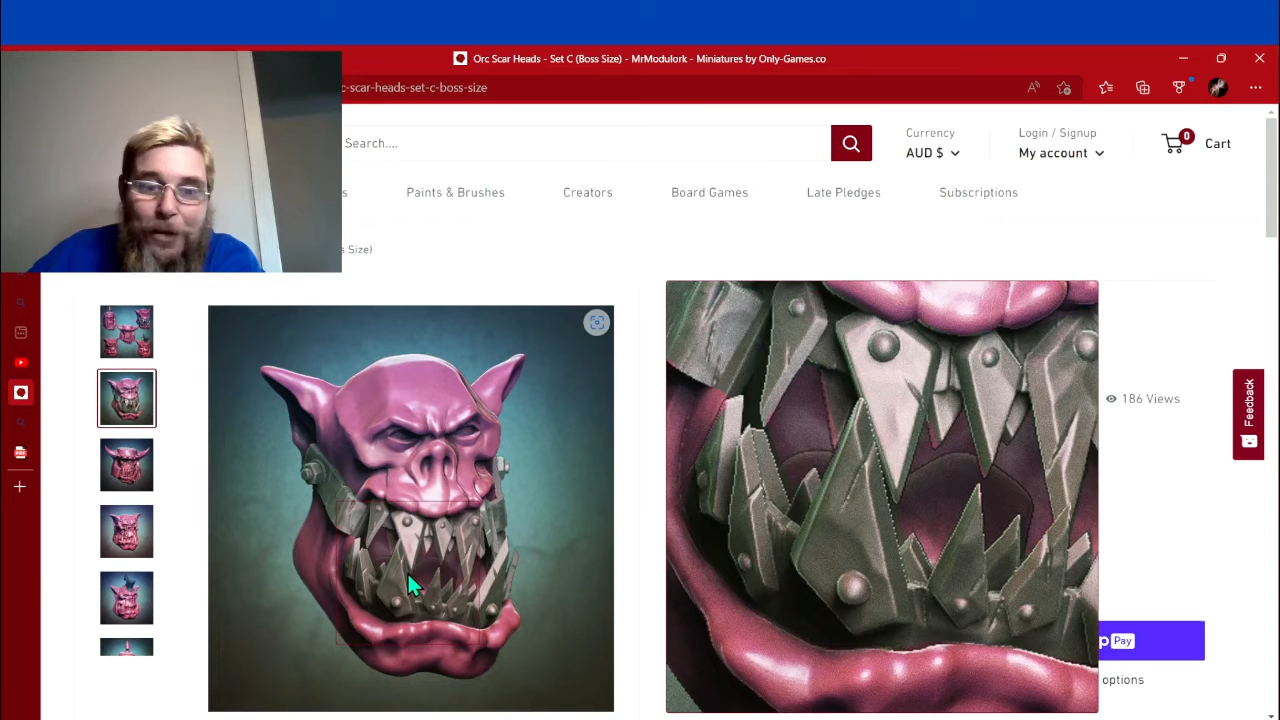 Orc Scar Heads - Set C (Boss Size) - MrModulork - Miniatures by Only-Games.co
c-scar-heads-set-c-boss-size
Search....
Currency
AUD $
Login / Signup
My account
0
Cart
s
Paints & Brushes
Creators
Board Games
Late Pledges
Subscriptions
s Size)
186 Views
Feedback
p Pay
options
PDF